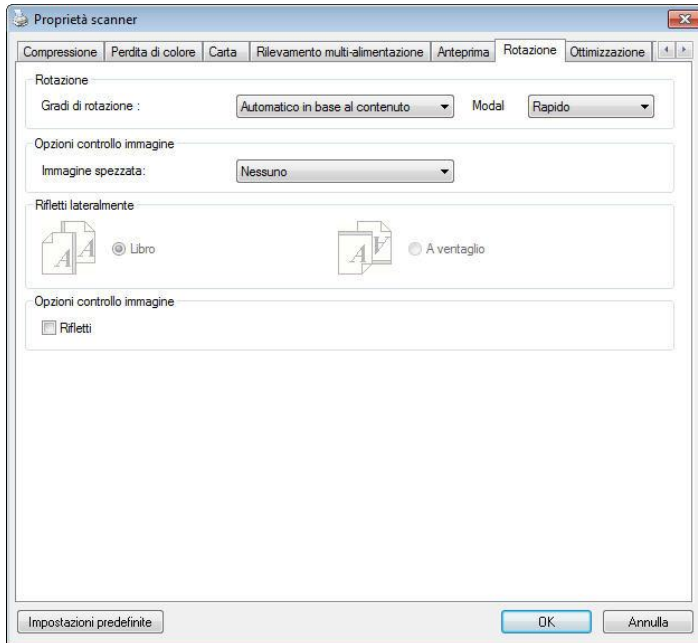 Proprietà scanner
Compressione Perdita di colore Carta Rilevamento multi-alimentazione Anteprima Rotazione Ottimizzazione
Rotazione
Gradi di rotazione : Automatico in base al contenuto Modal Rapido
Opzioni controllo immagine
Immagine spezzata: Nessuno
Rifletti lateralmente
A A Libro A A A ventaglio
Opzioni controllo immagine
Rifletti
Impostazioni predefinite OK Annulla